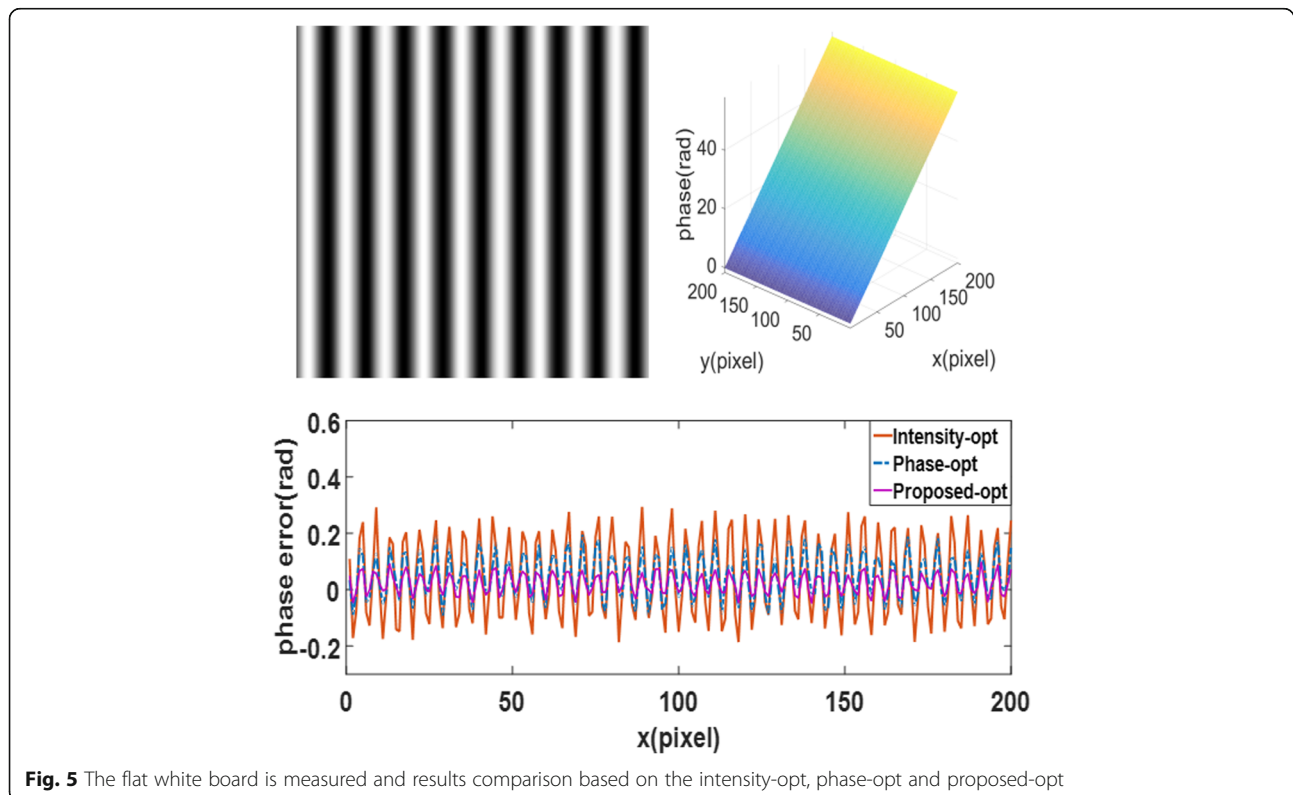 phase(rad)
40
20
0
200
150
100
50
y(pixel)
50
100
150
200
x(pixel)
phase error(rad)
0.6
0.4
0.2
0
-0.2
Intensity-opt
Phase-opt
Proposed-opt
0
50
100
150
200
x(pixel)
Fig. 5 The flat white board is measured and results comparison based on the intensity-opt, phase-opt and proposed-opt